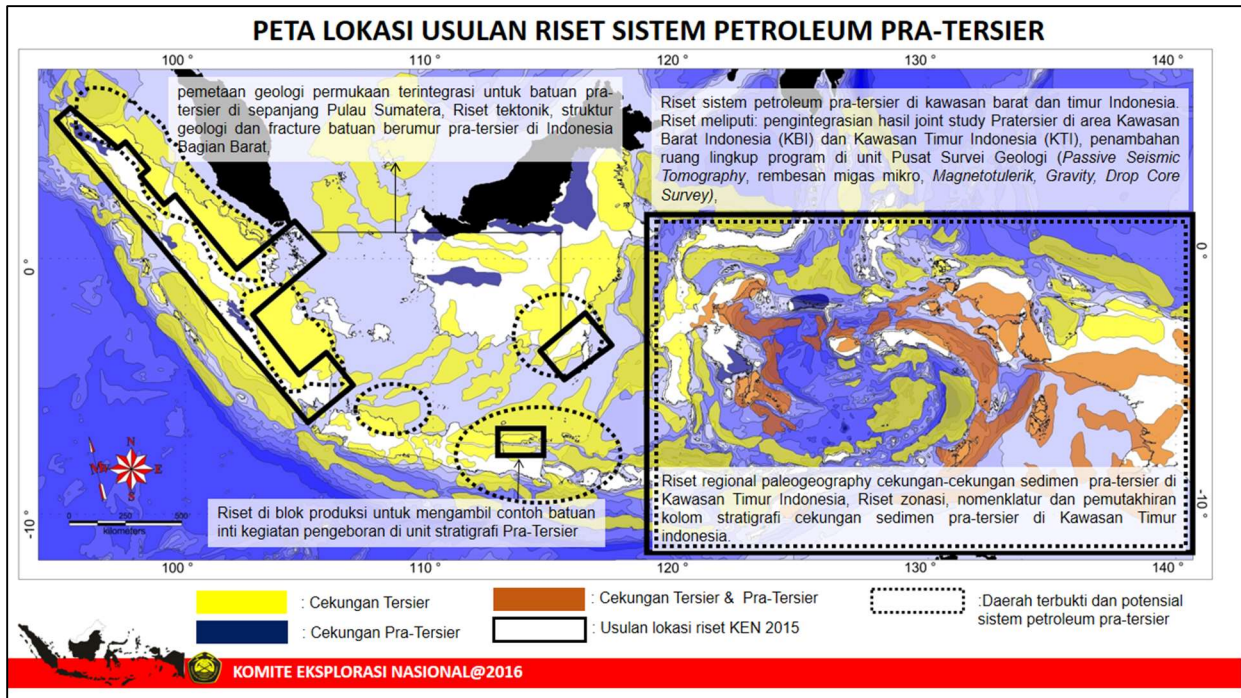 PETA LOKASI USULAN RISET SISTEM PETROLEUM PRA-TERSIER
100 °
110 °
120 °
130 °
140 °
pemetaan geologi permukaan terintegrasi untuk batuan pra-
tersier di sepanjang Pulau Sumatera, Riset tektonik, struktur
geologi dan fracture batuan berumur pra-tersier di Indonesia
Bagian Barat,
Riset sistem petroleum pra-tersier di kawasan barat dan timur Indonesia.
Riset meliputi: pengintegrasian hasil joint study Pratersier di area Kawasan
Barat Indonesia (KBI) dan Kawasan Timur Indonesia (KTI), penambahan
ruang lingkup program di unit Pusat Survei Geologi (Passive Seismic
Tomography, rembesan migas mikro, Magnetotulerik, Gravity, Drop Core
Survey),
0 °
0 °
N
E
S
0 250 500
kilometers
-10 °
-10 °
Riset di blok produksi untuk mengambil contoh batuan
inti kegiatan pengeboran di unit stratigrafi Pra-Tersier
Riset regional paleogeography cekungan-cekungan sedimen pra-tersier di
Kawasan Timur Indonesia, Riset zonasi, nomenklatur dan pemutakhiran
kolom stratigrafi cekungan sedimen pra-tersier di Kawasan Timur
indonesia.
100 °
110 °
120 °
130 °
140 °
: Cekungan Tersier
: Cekungan Tersier & Pra-Tersier
:Daerah terbukti dan potensial
sistem petroleum pra-tersier
: Cekungan Pra-Tersier
: Usulan lokasi riset KEN 2015
KOMITE EKSPLORASI NASIONAL@2016